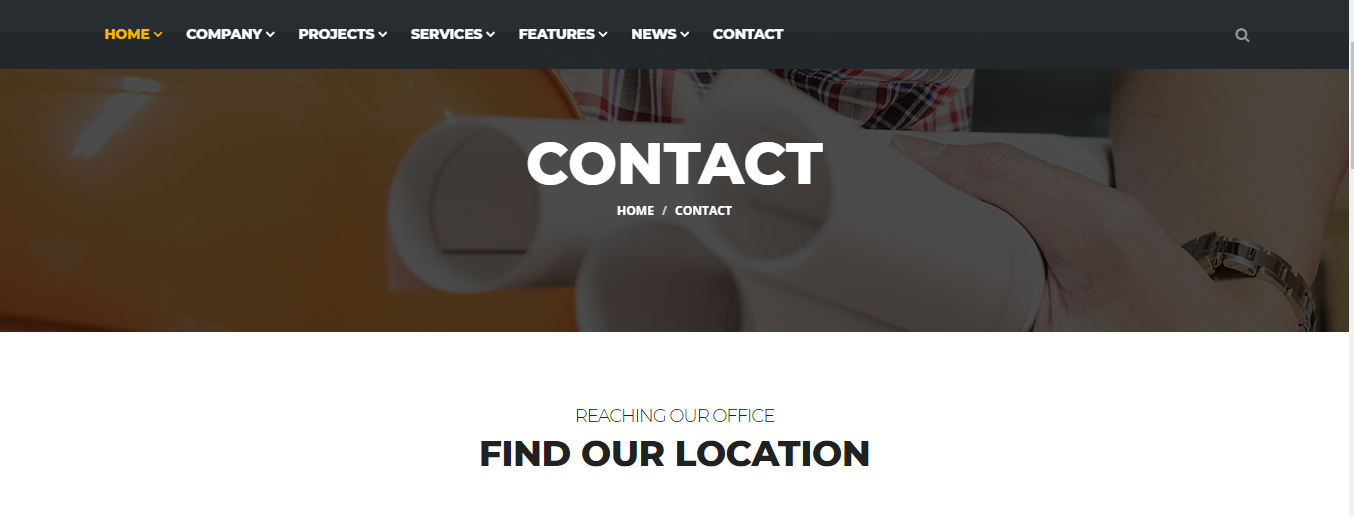 HOME COMPANY PROJECTS SERVICES FEATURES NEWS CONTACT
CONTACT
HOME / CONTACT
REACHING OUR OFFICE
FIND OUR LOCATION